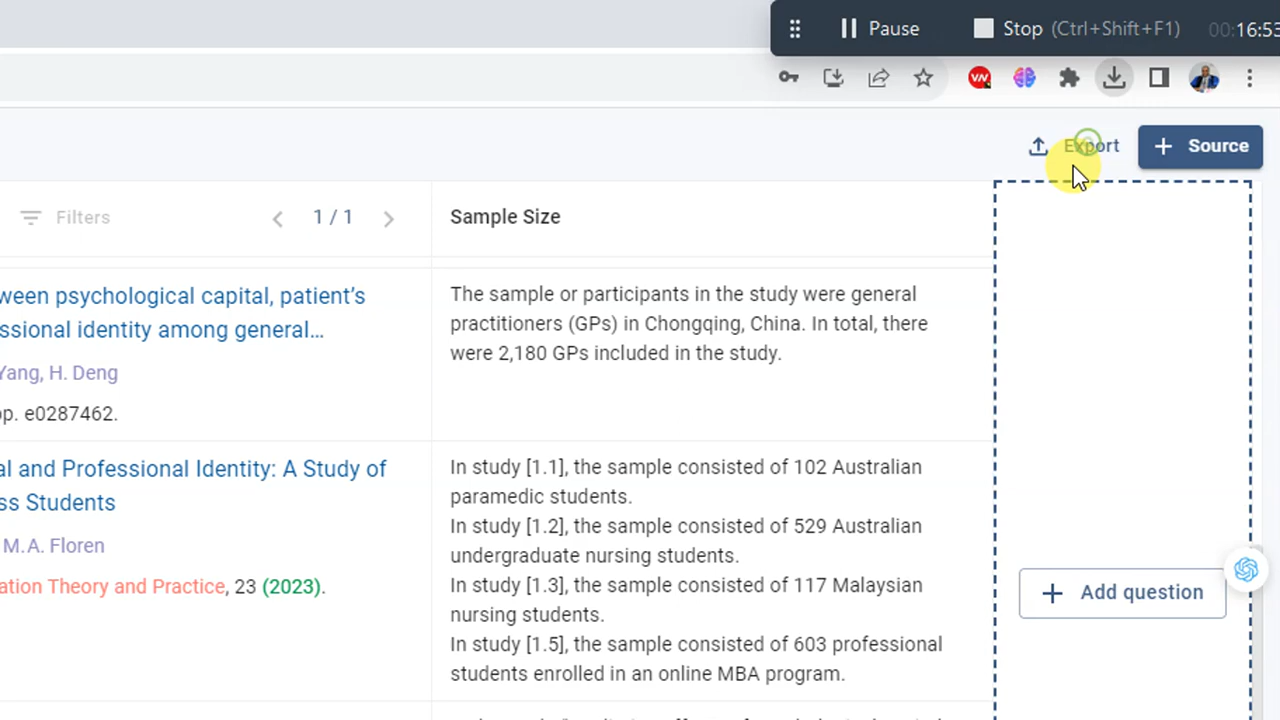 Pause
Stop (Ctrl+Shift+F1)
00:16:53
VN
Export
+ Source
Filters
1 / 1
Sample Size
ween psychological capital, patient's
ssional identity among general...
Yang, H. Deng
op. e0287462.
The sample or participants in the study were general
practitioners (GPs) in Chongqing, China. In total, there
were 2,180 GPs included in the study.
al and Professional Identity: A Study of
ss Students
M.A. Floren
ation Theory and Practice, 23 (2023).
In study [1.1], the sample consisted of 102 Australian
paramedic students.
In study [1.2], the sample consisted of 529 Australian
undergraduate nursing students.
In study [1.3], the sample consisted of 117 Malaysian
nursing students.
In study [1.5], the sample consisted of 603 professional
students enrolled in an online MBA program.
+ Add question